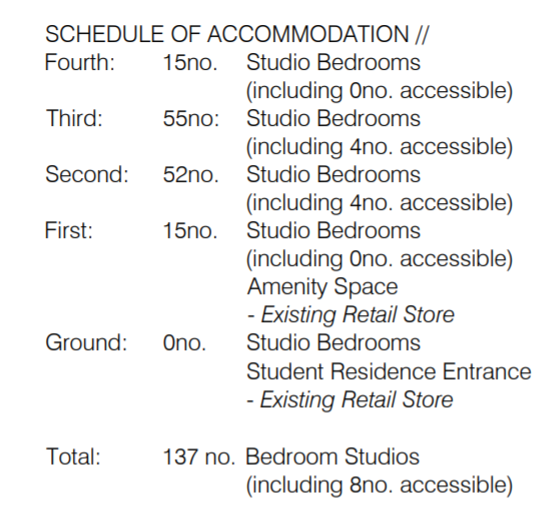 SCHEDULE OF ACCOMMODATION //
Fourth: 15no. Studio Bedrooms
(including 0no. accessible)
Third: 55no: Studio Bedrooms
(including 4no. accessible)
Second: 52no. Studio Bedrooms
(including 4no. accessible)
First: 15no. Studio Bedrooms
(including 0no. accessible)
Amenity Space
- Existing Retail Store
Ground: 0no. Studio Bedrooms
Student Residence Entrance
- Existing Retail Store
Total: 137 no. Bedroom Studios
(including 8no. accessible)